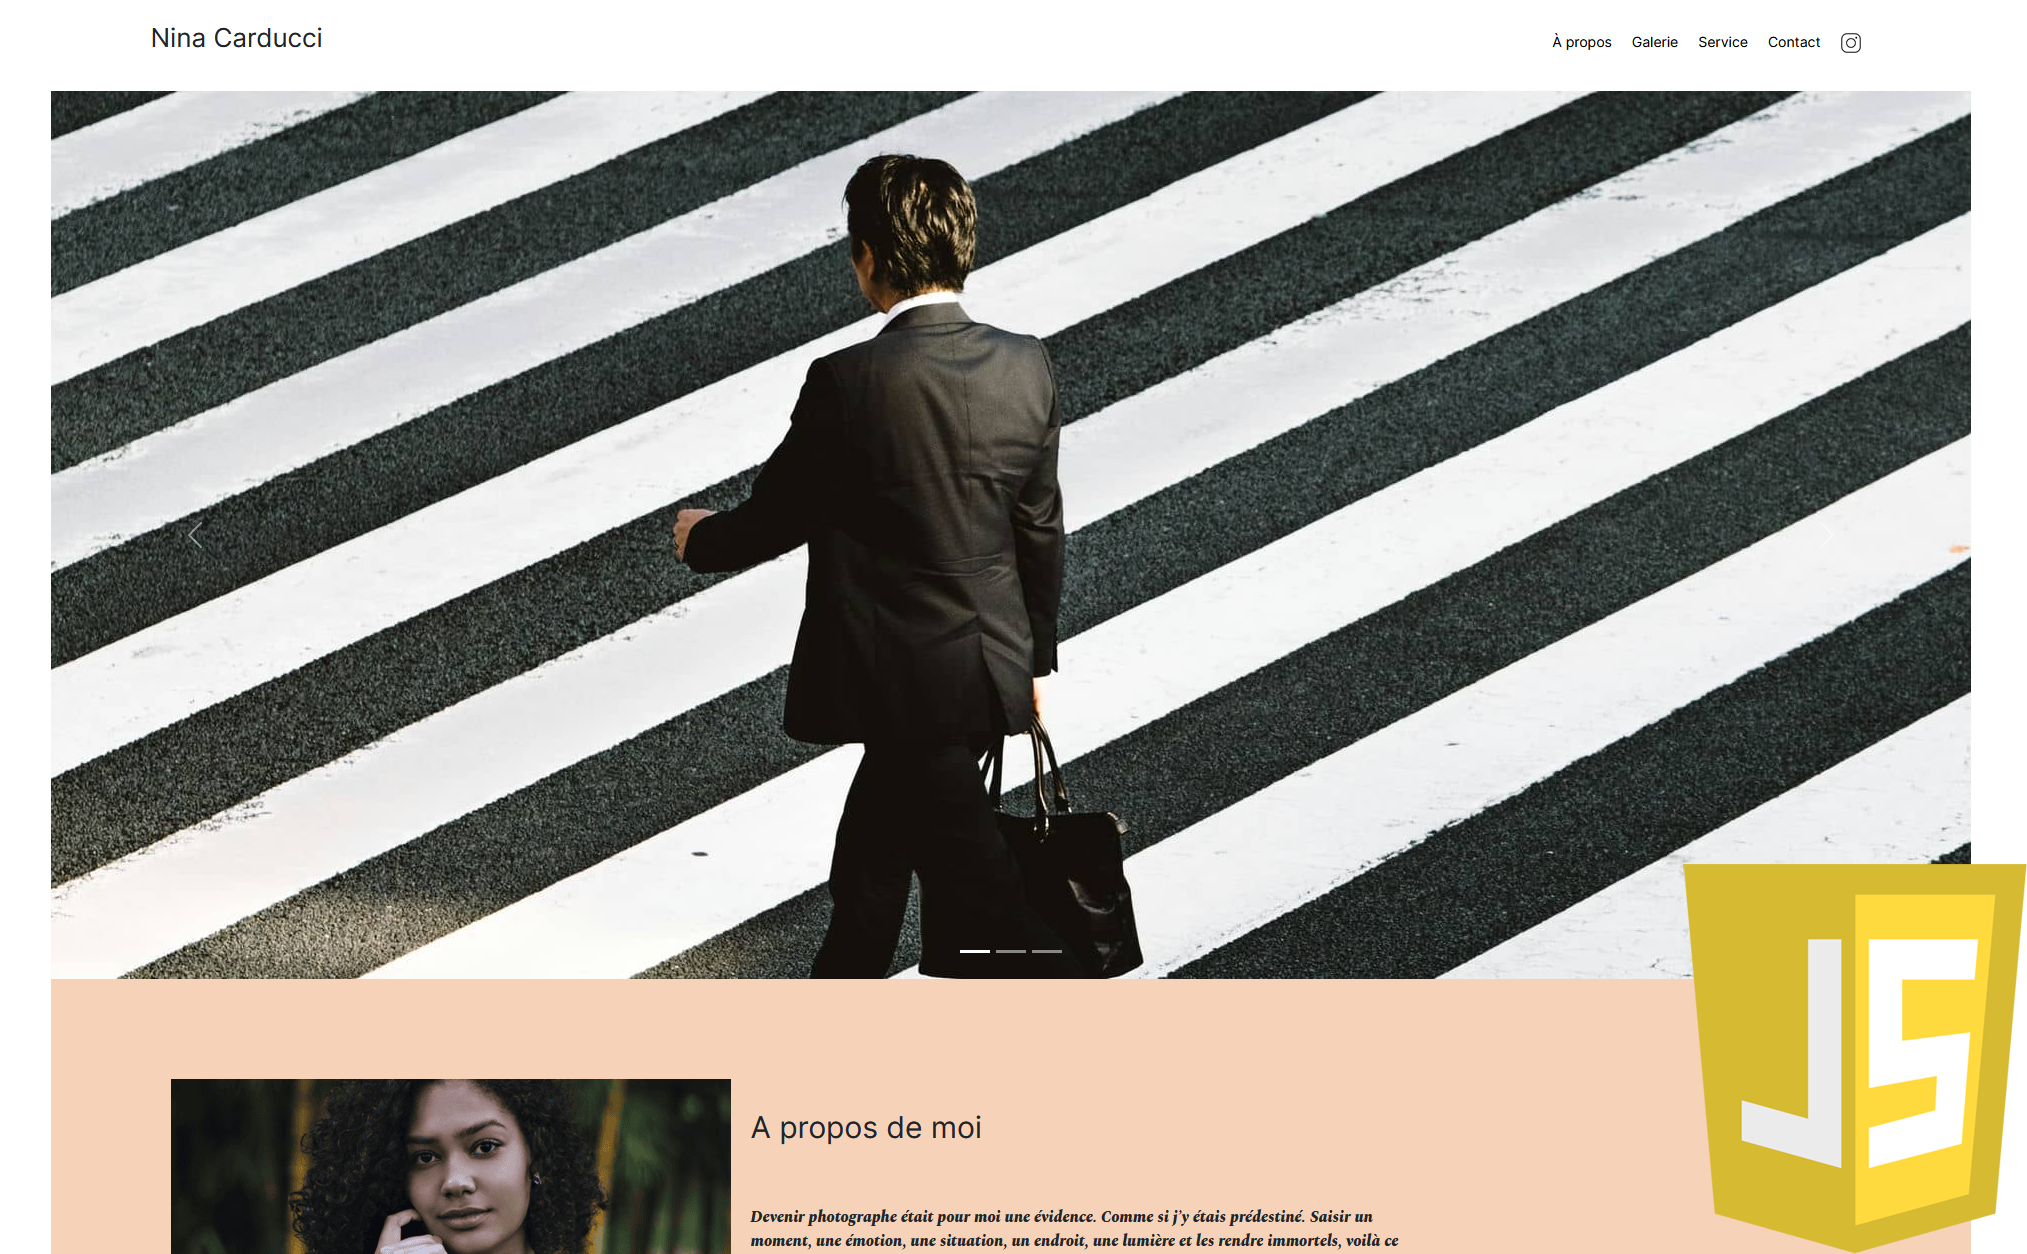 Nina Carducci
À propos Galerie Service Contact
A propos de moi
Devenir photographe était pour moi une évidence. Comme si j'y étais prédestiné. Saisir un
moment, une émotion, une situation, un endroit, une lumière et les rendre immortels, voilà ce
JS